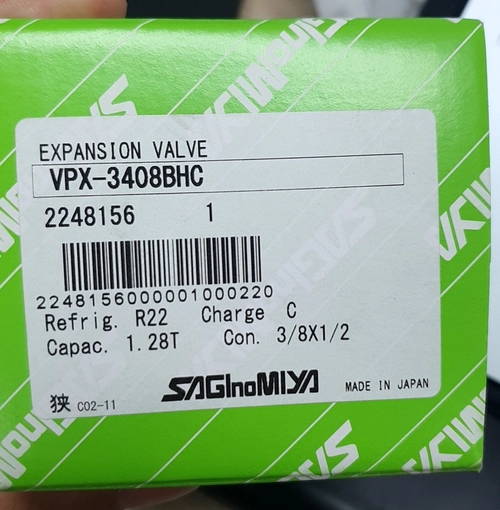 EXPANSION VALVE
VPX-3408BHC
2248156 1
2248156000001000220
Refrig. R22 Charge C
Capac. 1.28T Con. 3/8X1/2
SAGInoMIYA MADE IN JAPAN
狭 C02-11